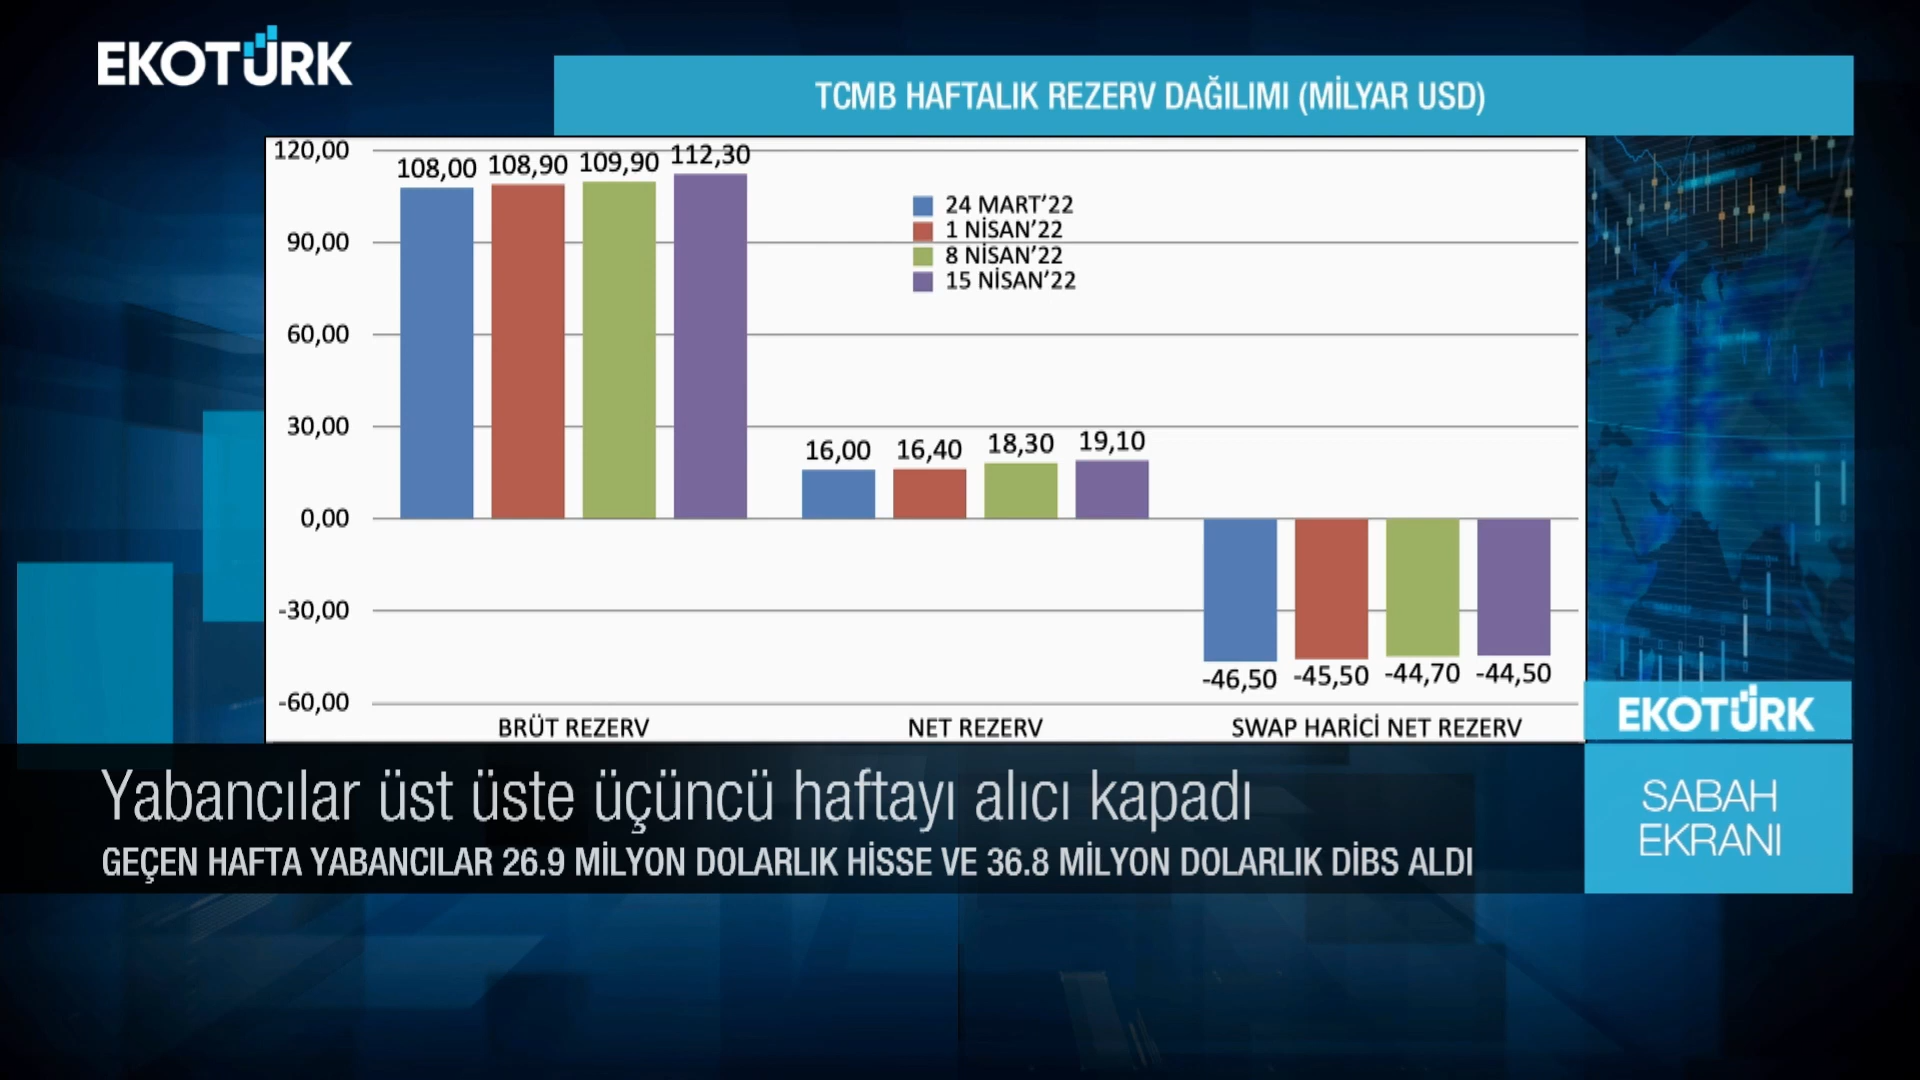 EKOTÜRK
TCMB HAFTALIK REZERV DAĞILIMI (MİLYAR USD)
120,00
90,00
60,00
30,00
0,00
-30,00
-60,00
108,00 108,90 109,90 112,30
24 MART'22
1 NİSAN'22
8 NİSAN'22
15 NİSAN'22
16,00 16,40 18,30 19,10
-46,50 -45,50 -44,70 -44,50
BRÜT REZERV NET REZERV SWAP HARİCİ NET REZERV
EKOTÜRK
Yabancılar üst üste üçüncü haftayı alıcı kapadı
GEÇEN HAFTA YABANCILAR 26.9 MİLYON DOLARLIK HİSSE VE 36.8 MİLYON DOLARLIK DİBS ALDI
SABAH
EKRANI